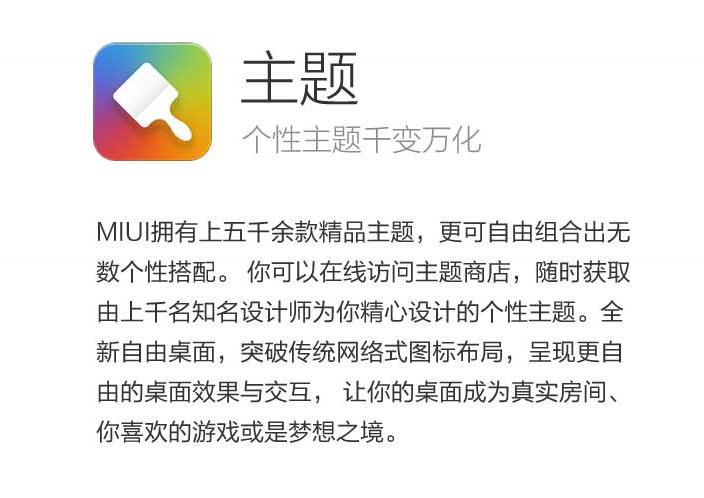 主题
个性主题千变万化
MIUI拥有上五千余款精品主题，更可自由组合出无
数个性搭配。 你可以在线访问主题商店，随时获取
由上千名知名设计师为你精心设计的个性主题。全
新自由桌面，突破传统网络式图标布局，呈现更自
由的桌面效果与交互， 让你的桌面成为真实房间、
你喜欢的游戏或是梦想之境。